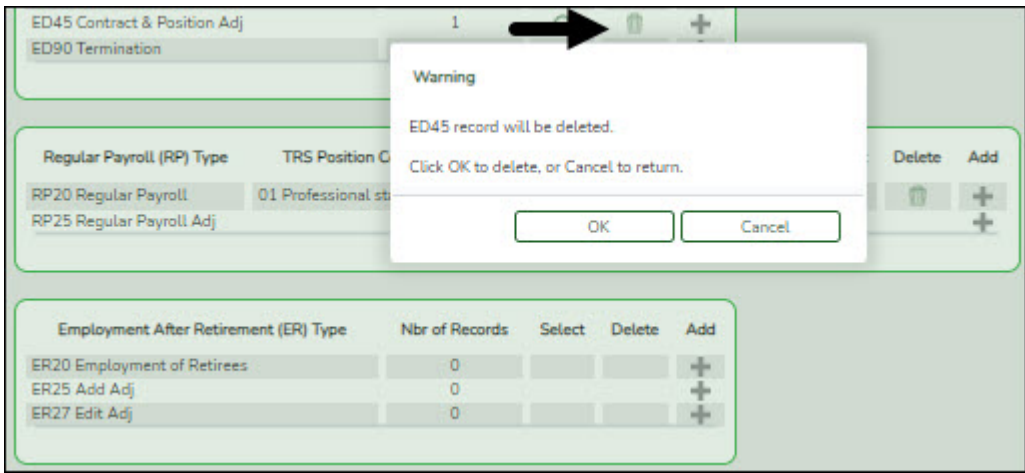 ED45 Contract & Position Adj 1
ED90 Termination
Warning
ED45 record will be deleted.
Click OK to delete, or Cancel to return.
OK Cancel
Regular Payroll (RP) Type TRS Position Delete Add
RP20 Regular Payroll 01 Professional
RP25 Regular Payroll Adj
Employment After Retirement (ER) Type Nbr of Records Select Delete Add
ER20 Employment of Retirees 0
ER25 Add Adj 0
ER27 Edit Adj 0